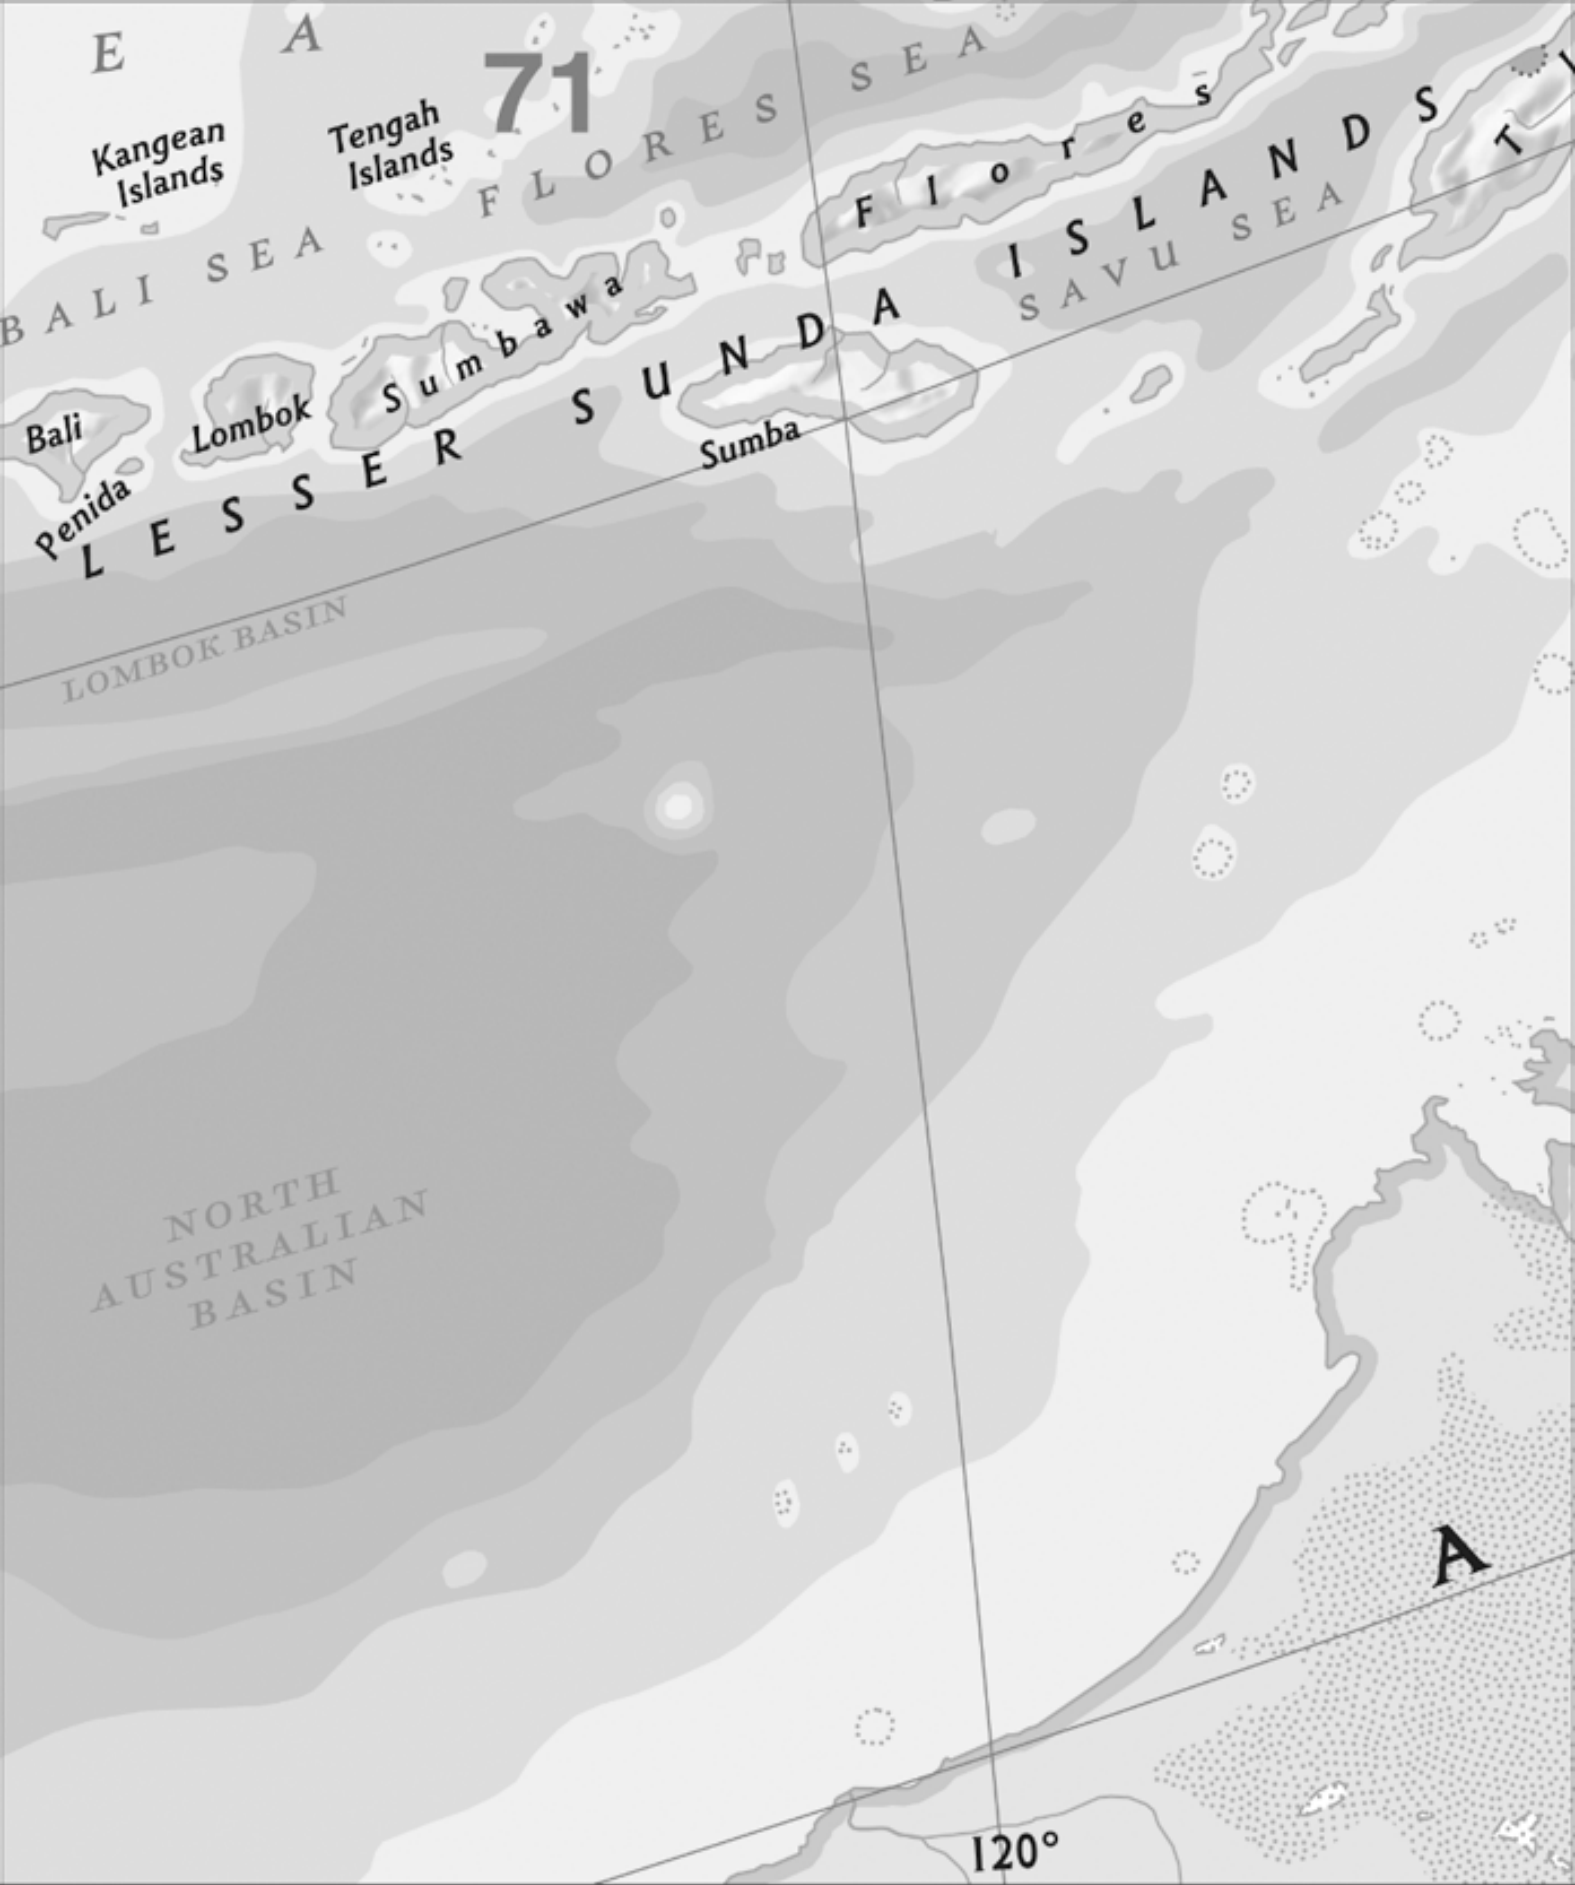 E A
71
Kangean
Islands
Tengah
Islands
FLORES SEA
BALI SEA
Flores
T
LESSER SUNDA ISLANDS
SAVU SEA
Sumbawa
Bali
Lombok
Sumba
Penida
LOMBOK BASIN
NORTH
AUSTRALIAN
BASIN
A
120°